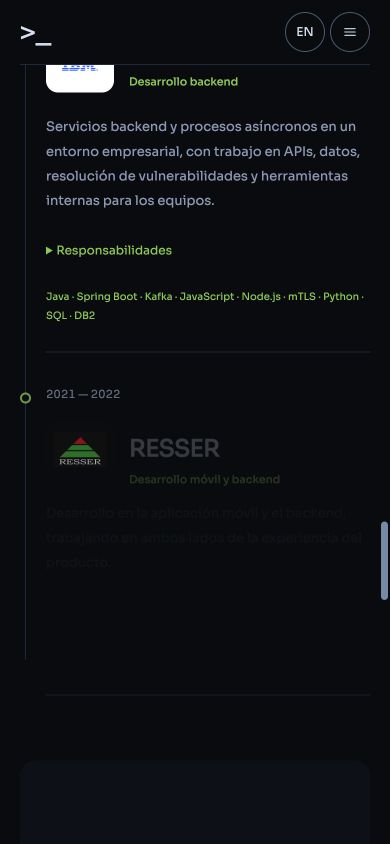 >_
EN
IBM
Desarrollo backend
Servicios backend y procesos asíncronos en un
entorno empresarial, con trabajo en APIs, datos,
resolución de vulnerabilidades y herramientas
internas para los equipos.
▶ Responsabilidades
Java · Spring Boot · Kafka · JavaScript · Node.js · mTLS · Python ·
SQL · DB2
2021 — 2022
RESSER
RESSER
Desarrollo móvil y backend
Desarrollo en la aplicación móvil y el backend,
trabajando en ambos lados de la experiencia del
producto.